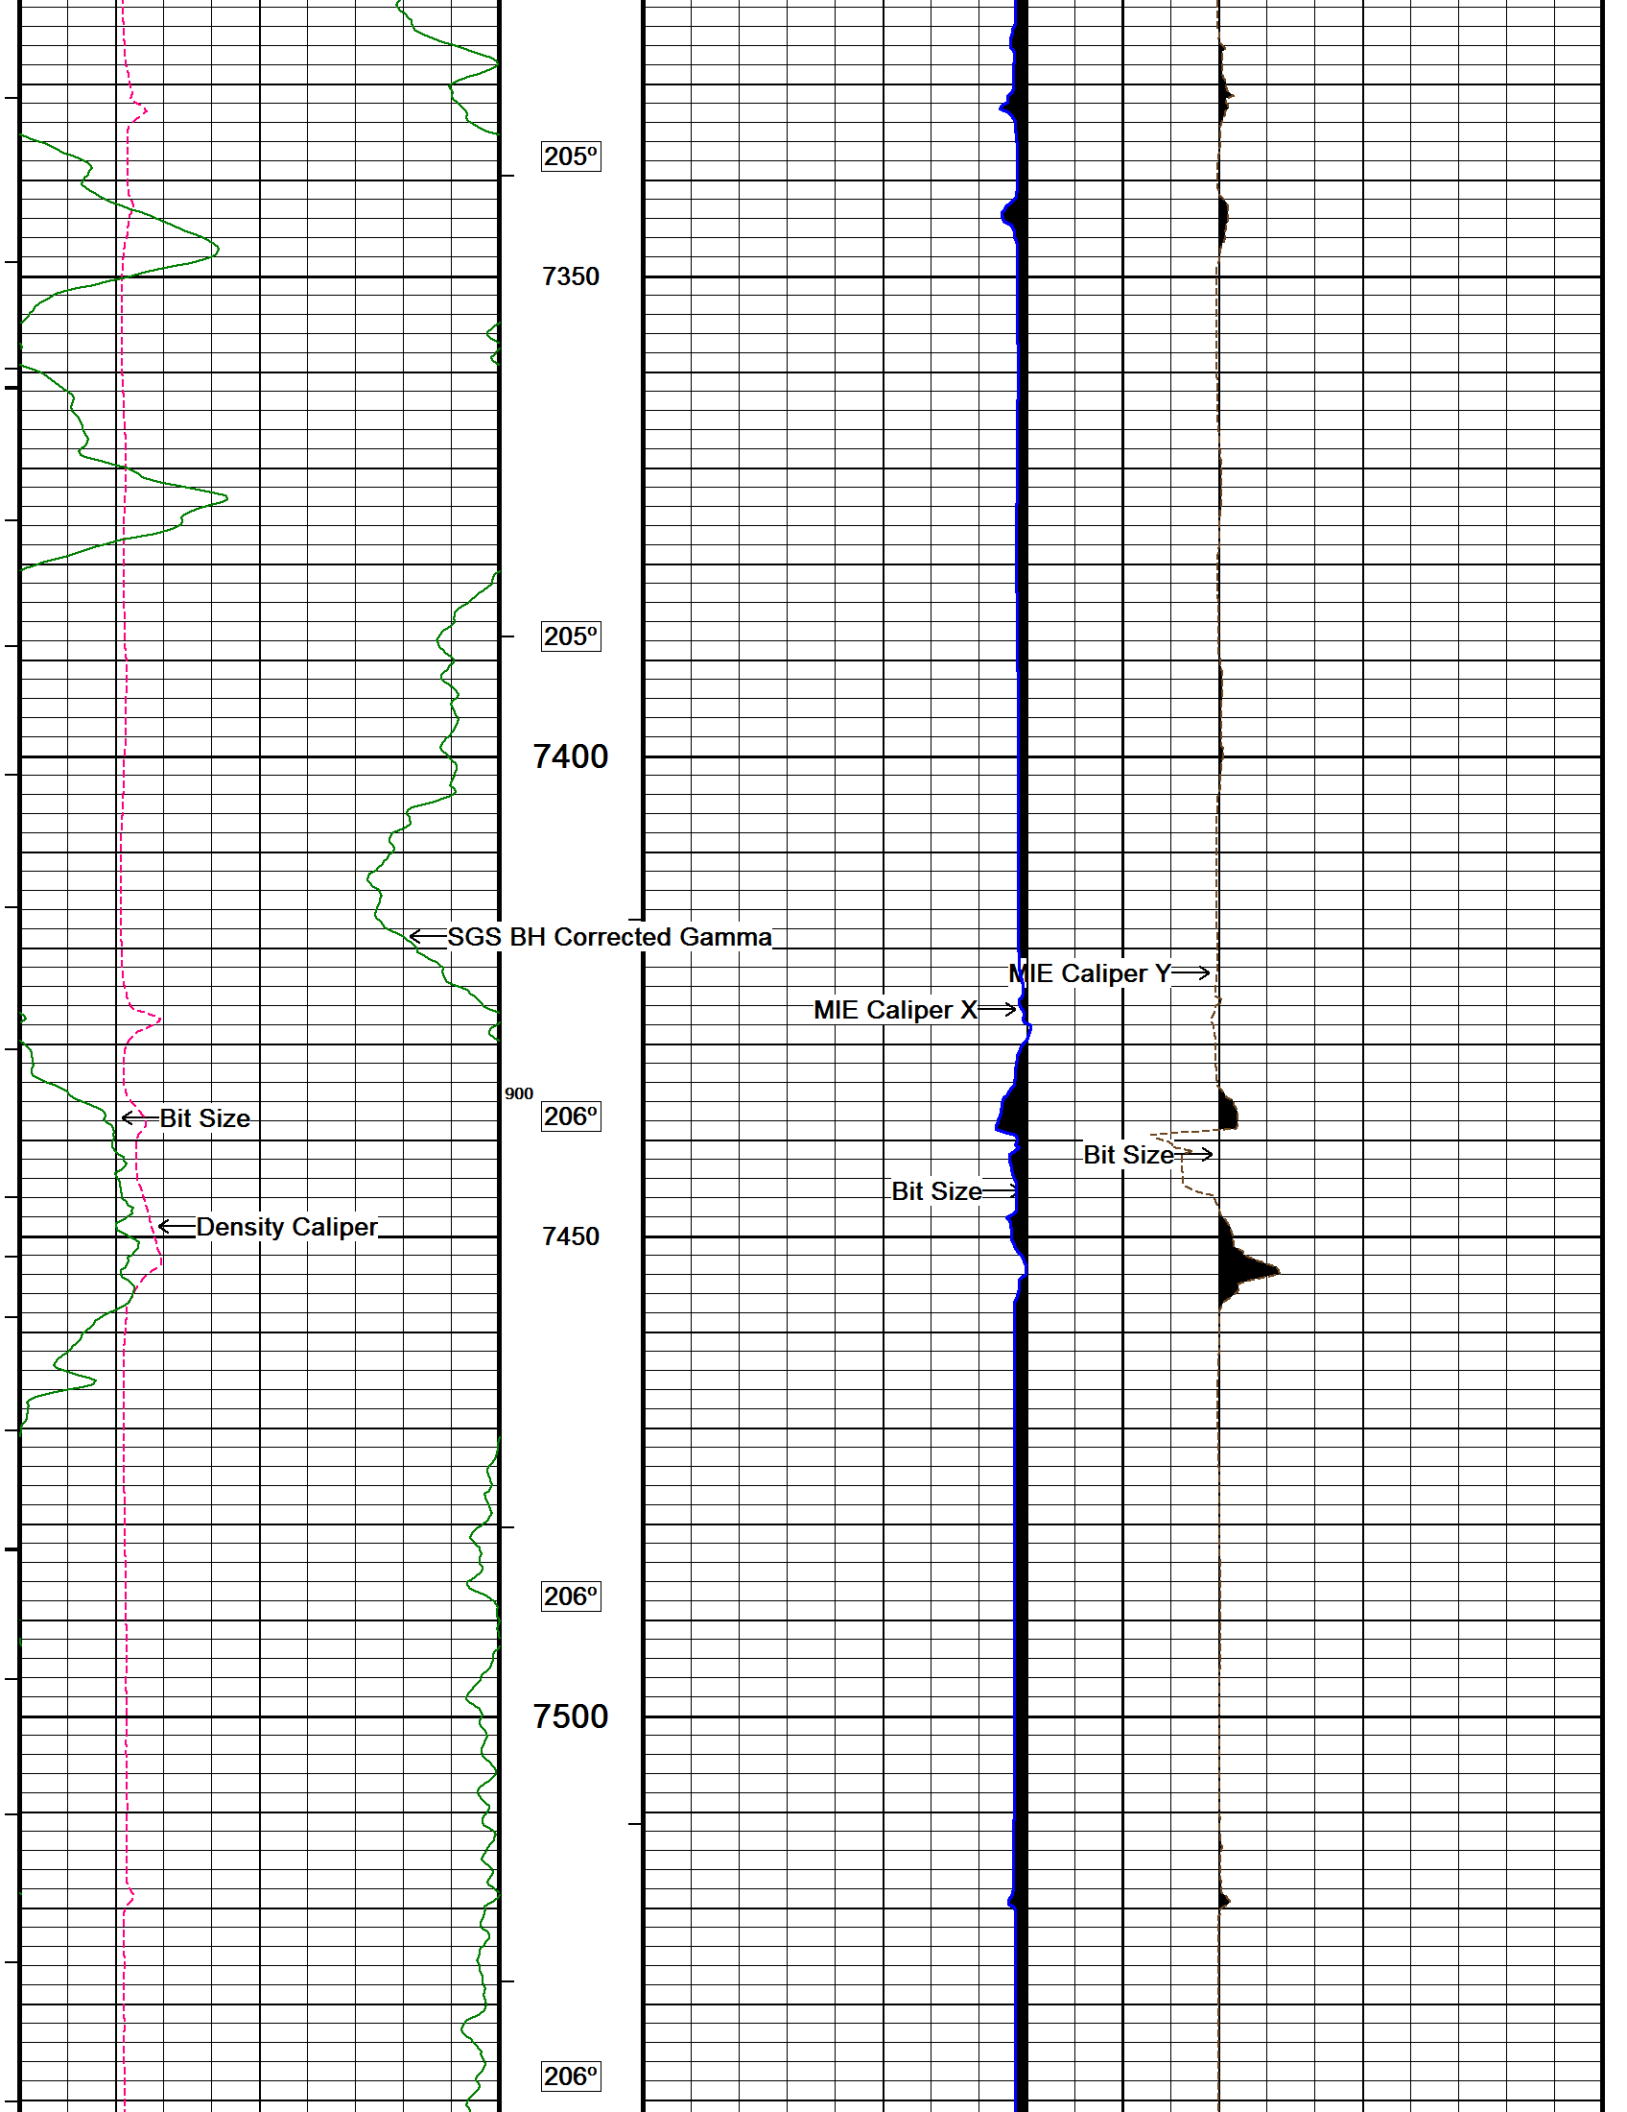 205º
7350
205º
7400
SGS BH Corrected Gamma
MIE Caliper Y
MIE Caliper X
900
206º
Bit Size
Bit Size
Bit Size
Density Caliper
7450
206º
7500
206º